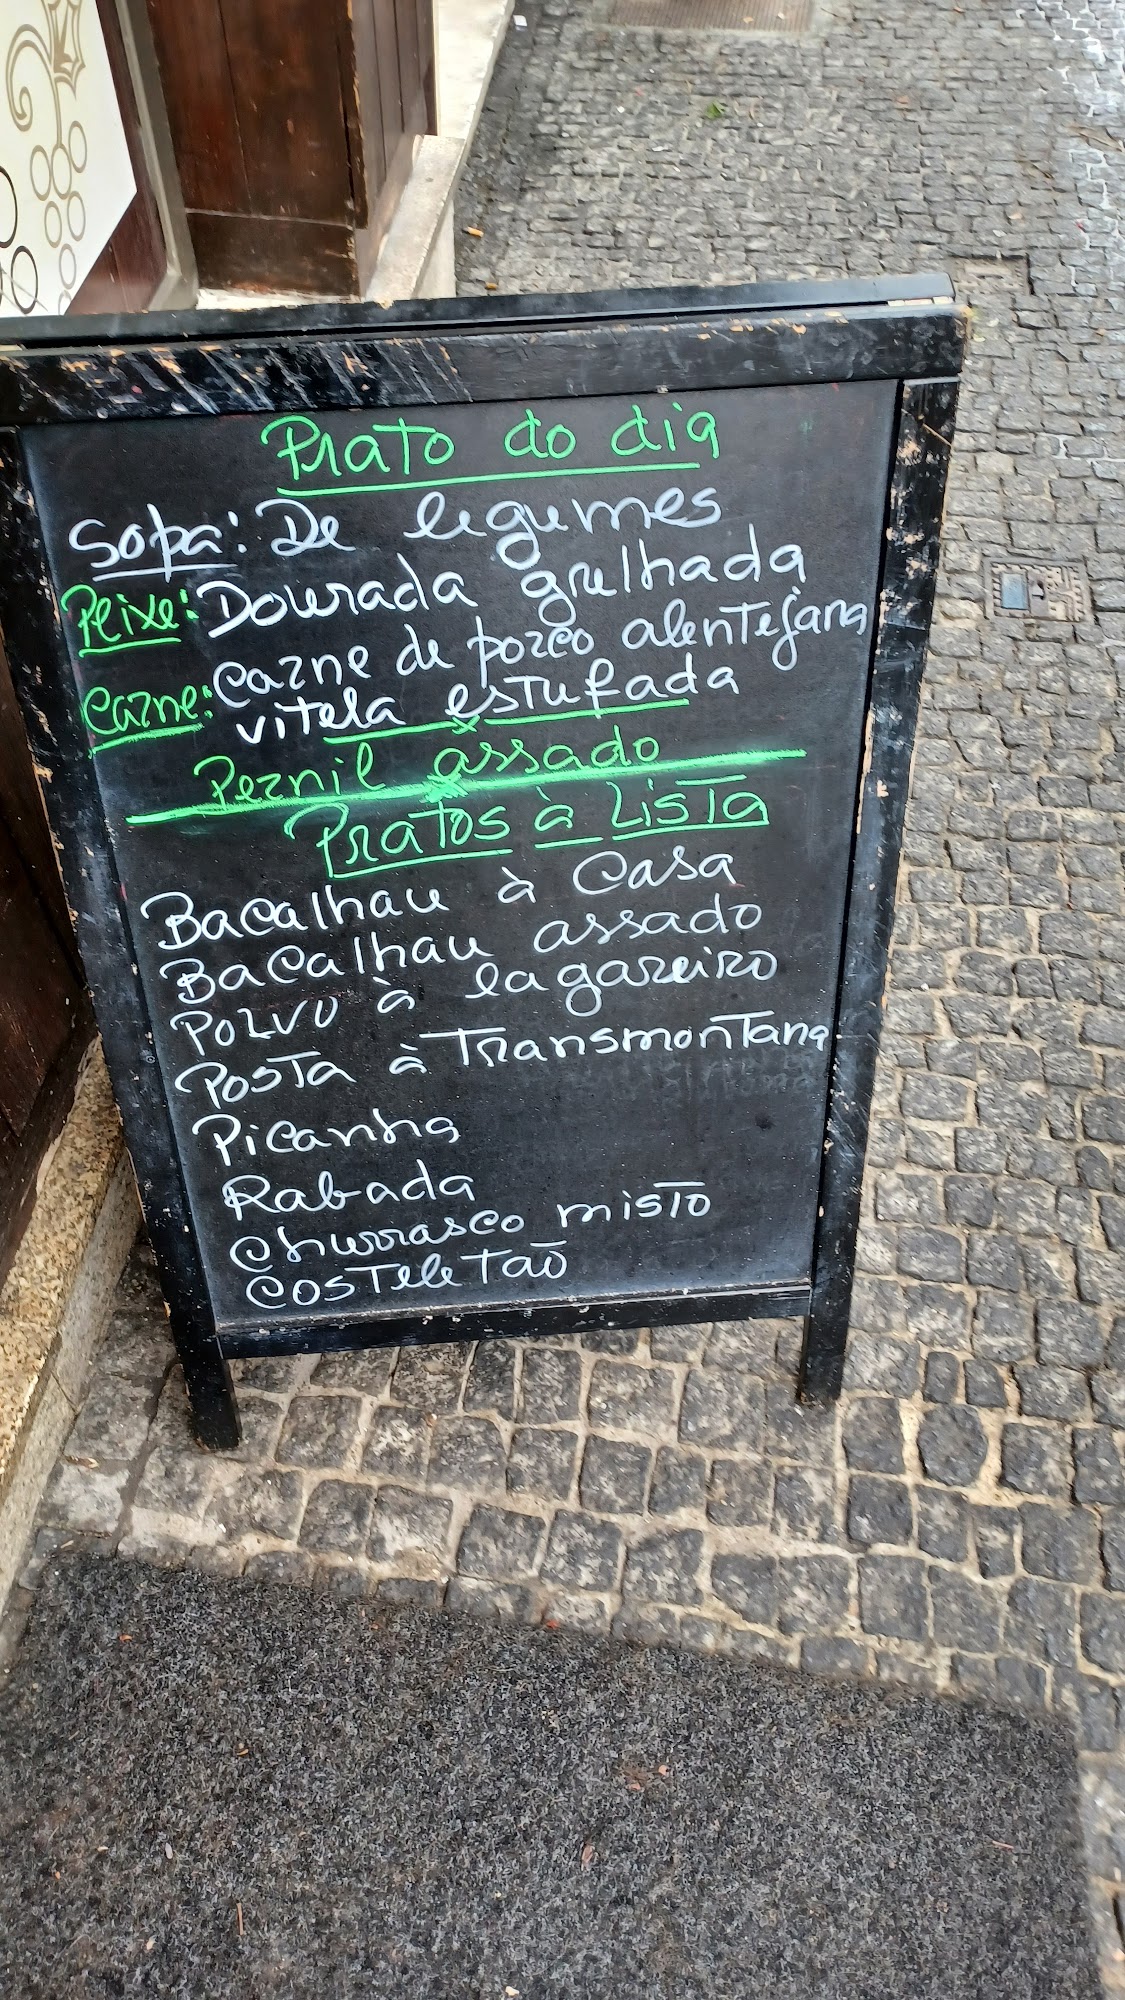 Prato do dia
Sopa: De legumes
Peixe: Dourada grelhada
Carne: Carne de porco alentejana
vitela estufada
Pernil assado
Pratos à Lista
Bacalhau à Casa
Bacalhau assado
Polvo à lagareiro
Posta à Transmontana
Picanha
Rabada
Churrasco misto
Costeletão